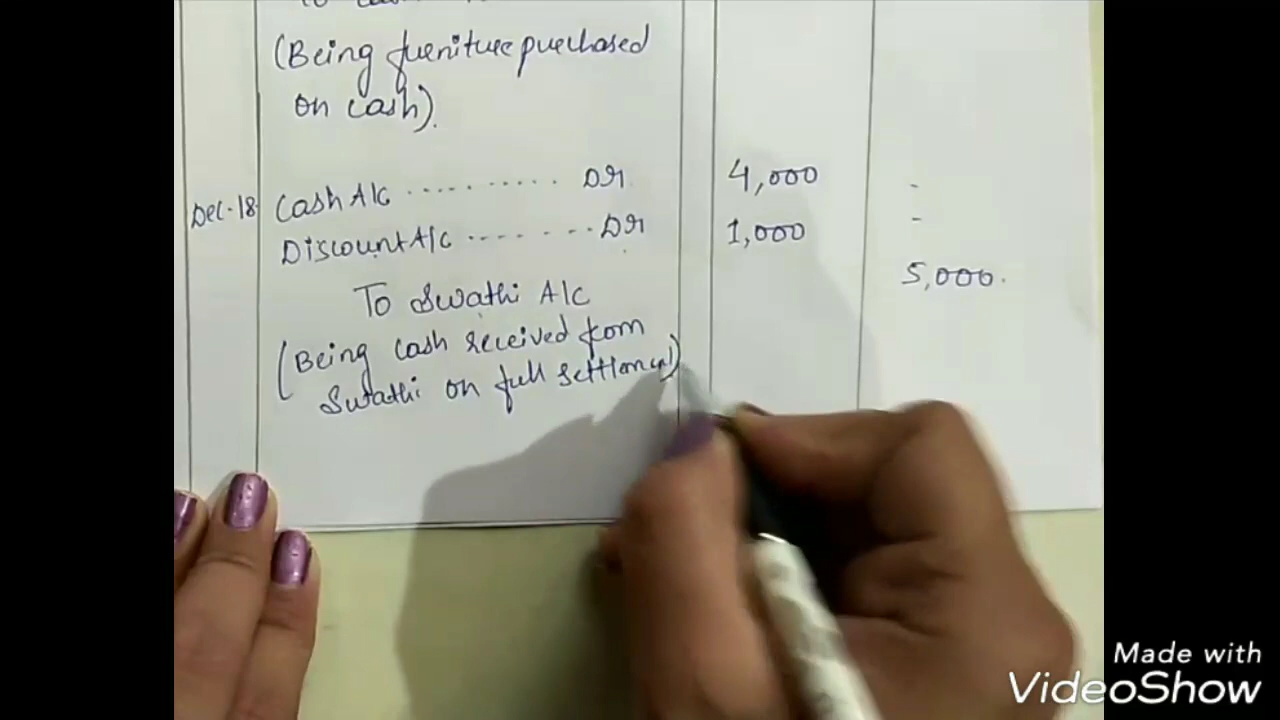 (Being furniture purchased
on cash).
Dec-18 Cash A/c .......... Dr 4,000 -
Discount A/c ........ Dr 1,000 -
To Swathi A/c 5,000.
(Being cash received from
Swathi on full settlement)
Made with
VideoShow